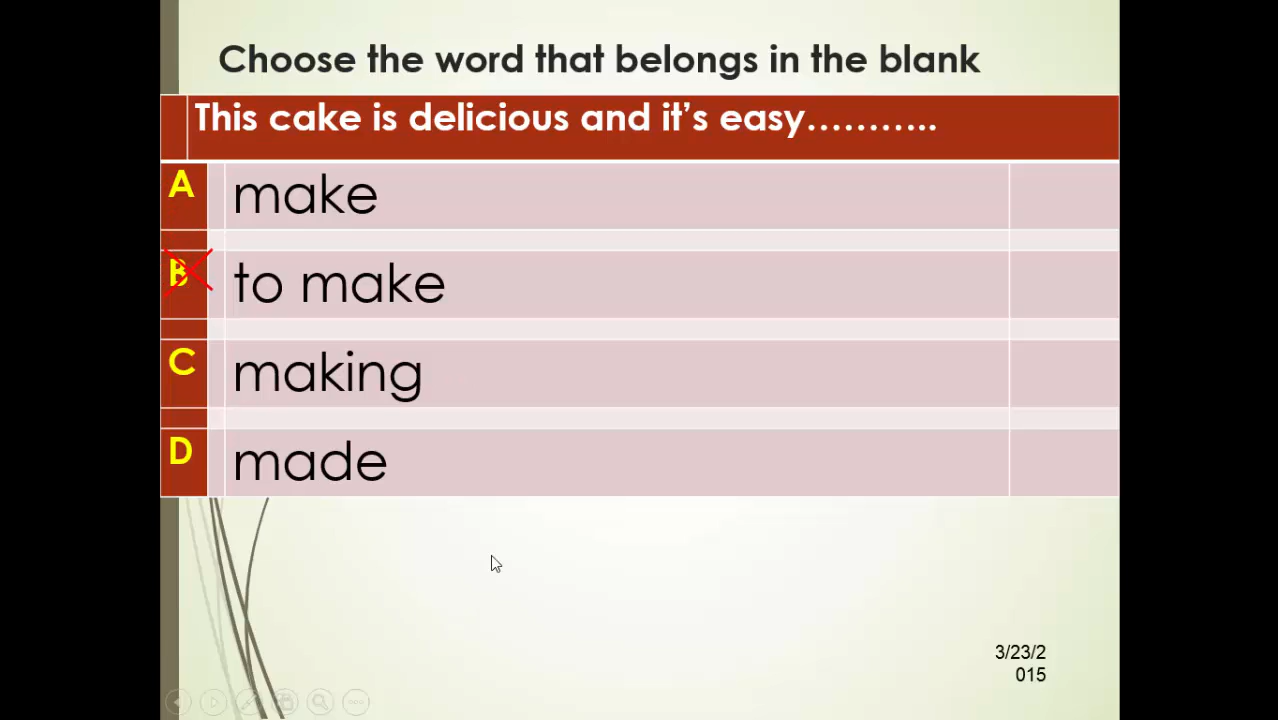 Choose the word that belongs in the blank
This cake is delicious and it’s easy………..
A
make
B
to make
C
making
D
made
3/23/2
015